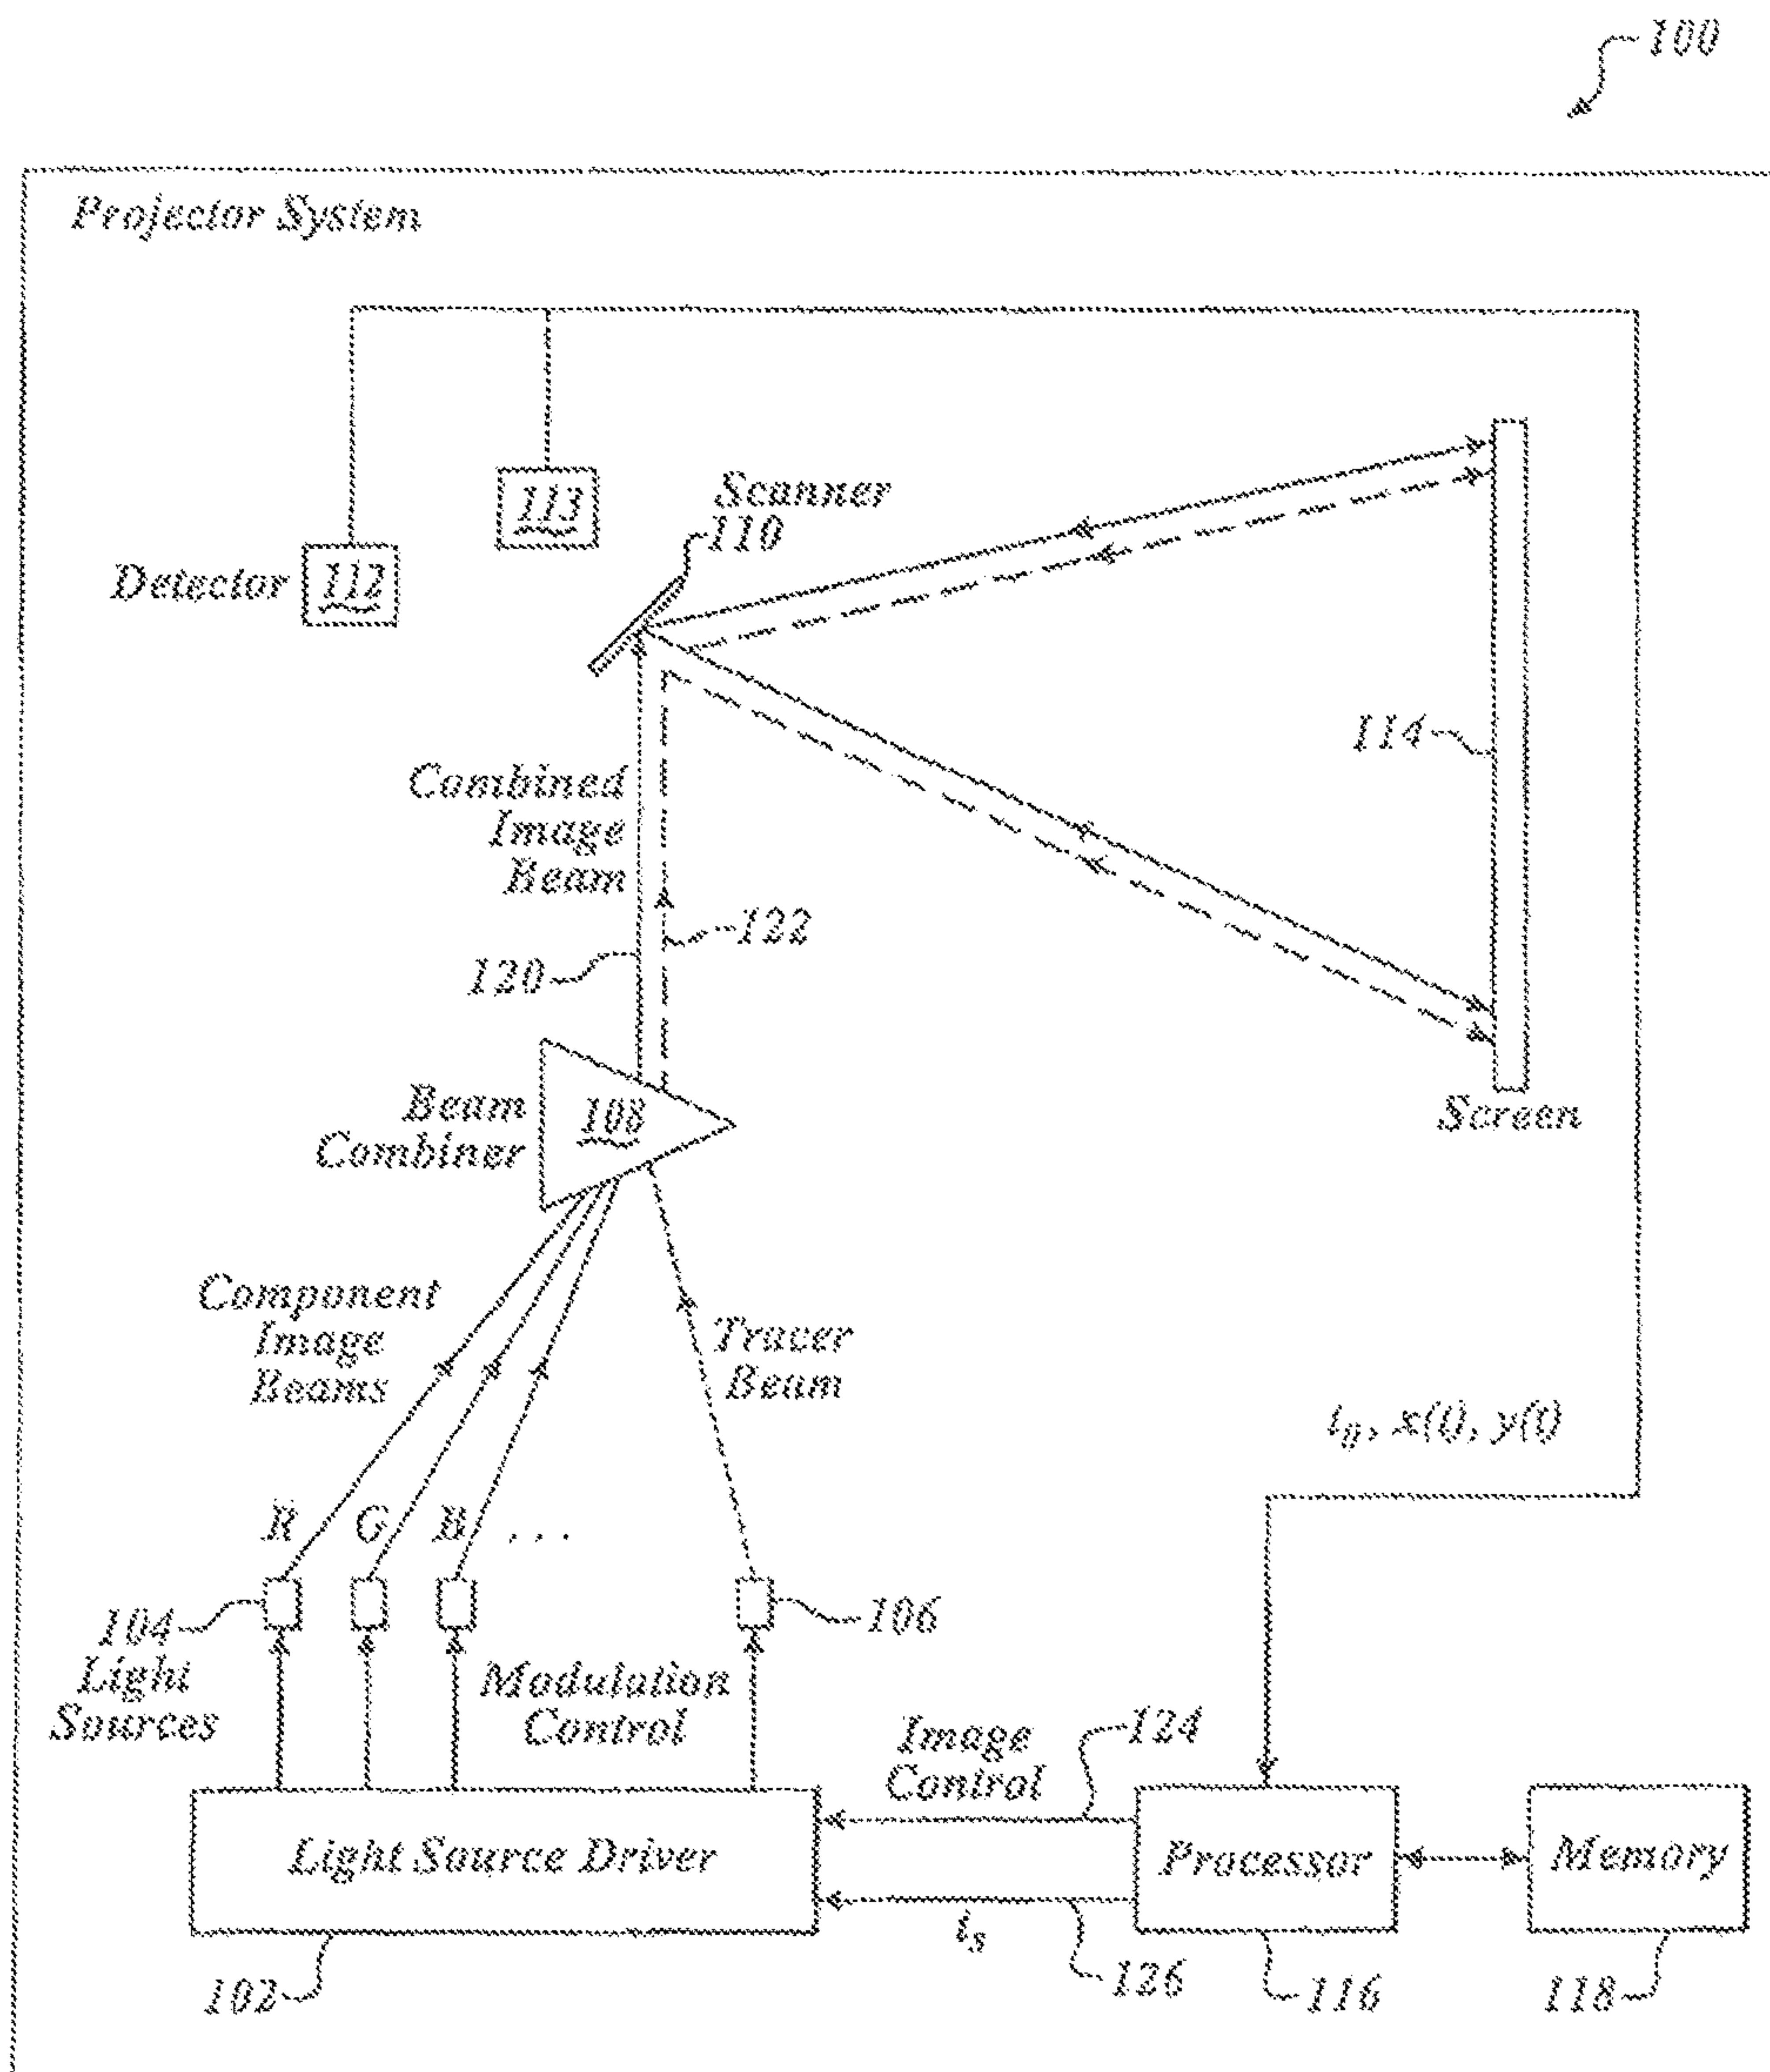 100
Projector System
113
Scanner
110
Detector
112
114
Combined
Image
Beam
122
120
Beam
Combiner
108
Screen
Component
Image
Beams
Tracer
Beam
t₀, x(t), y(t)
R G B ...
104
106
Light
Sources
Modulation
Control
Image
Control
124
Light Source Driver
Processor
Memory
tₛ
102
126
116
118